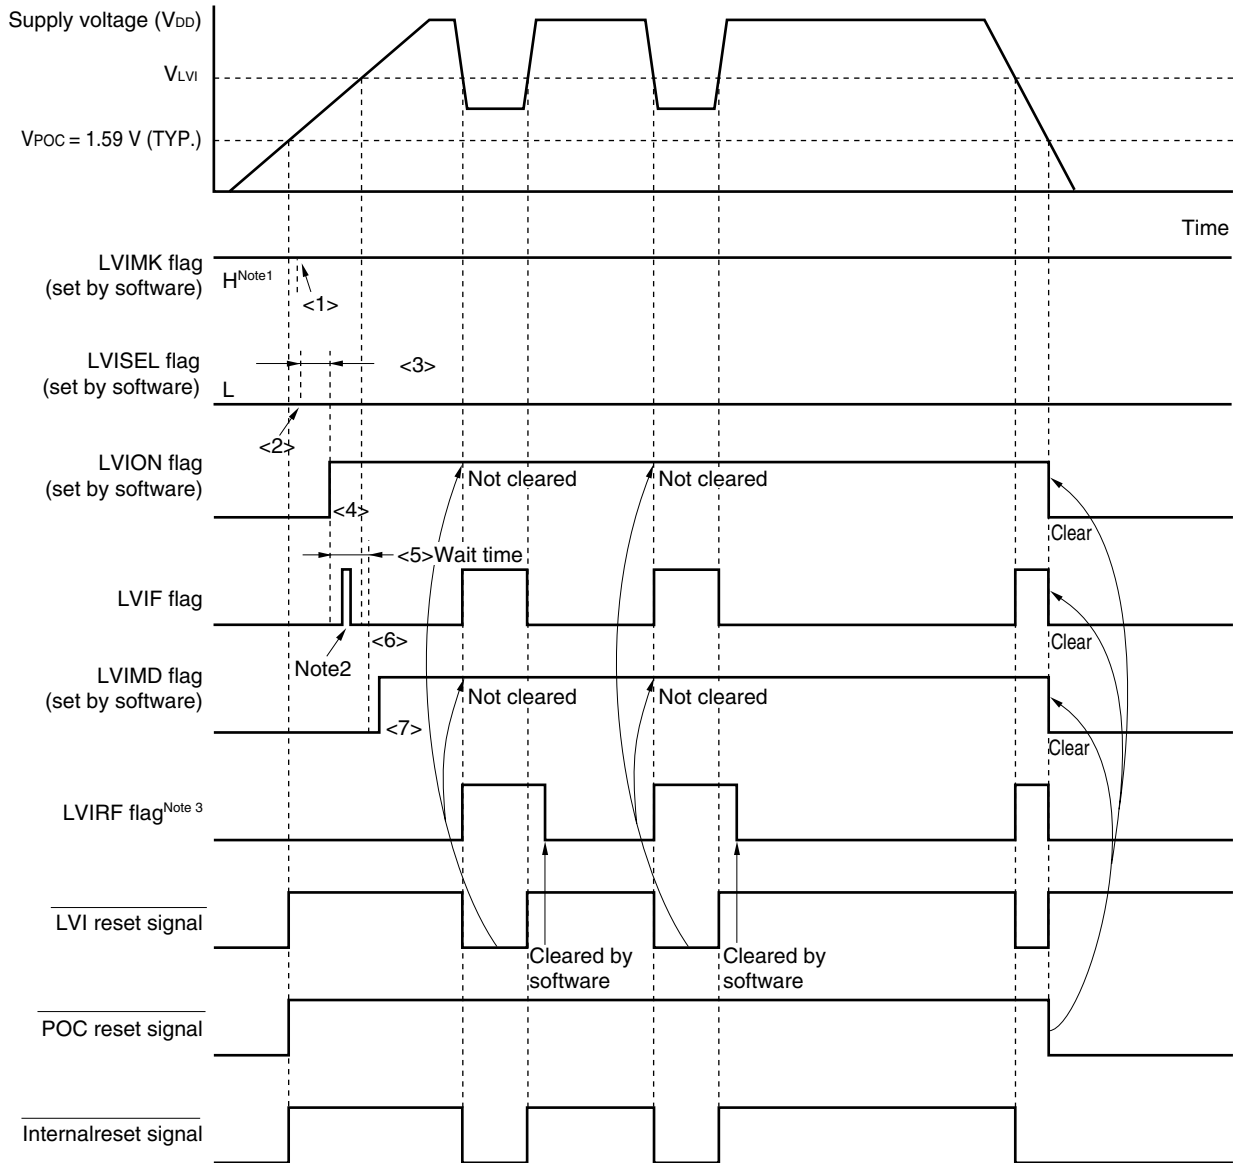 Supply voltage (VDD)
VLVI
VPOC = 1.59 V (TYP.)
Time
LVIMK flag
(set by software)
H Note1
<1>
LVISEL flag
(set by software)
<3>
L
<2>
LVION flag
(set by software)
Not cleared
Not cleared
<4>
Clear
<5>Wait time
LVIF flag
<6>
Clear
Note2
LVIMD flag
(set by software)
Not cleared
Not cleared
<7>
Clear
LVIRF flag Note 3
LVI reset signal
Cleared by
software
Cleared by
software
POC reset signal
Internalreset signal